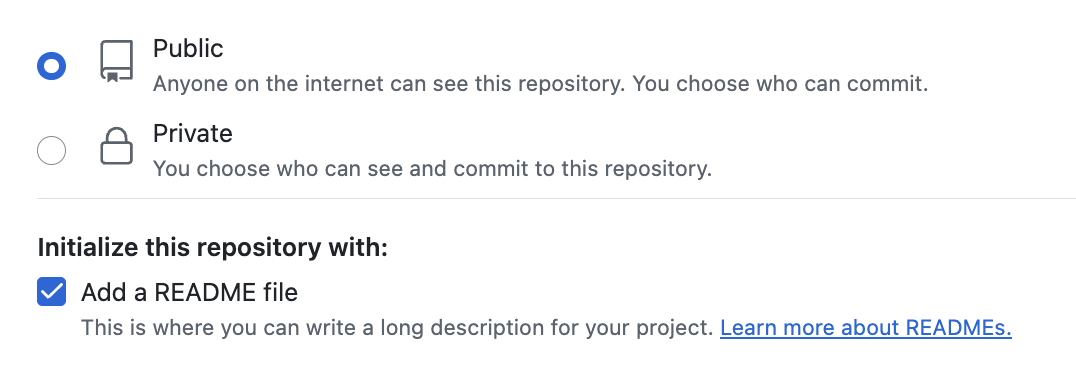 Public
Anyone on the internet can see this repository. You choose who can commit.
Private
You choose who can see and commit to this repository.
Initialize this repository with:
Add a README file
This is where you can write a long description for your project. Learn more about READMEs.